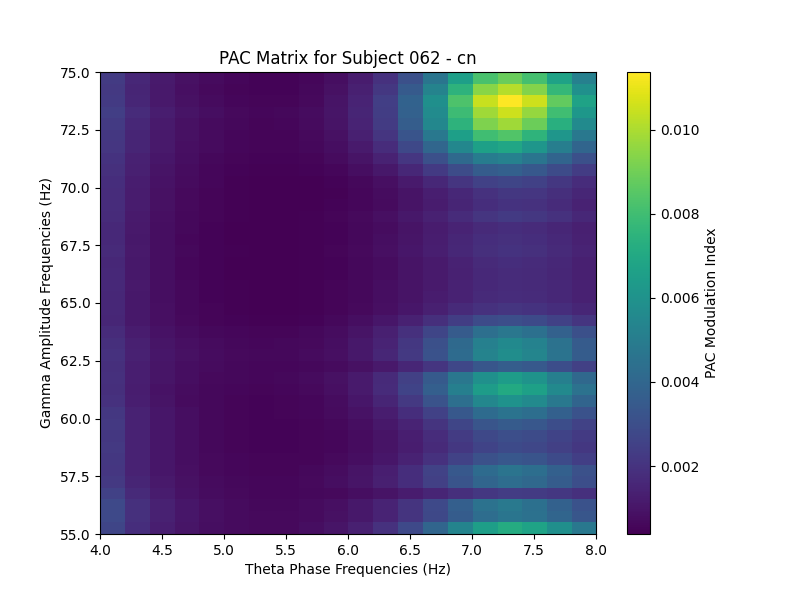 PAC Matrix for Subject 062 - cn
75.0
72.5
70.0
67.5
65.0
62.5
60.0
57.5
55.0
Gamma Amplitude Frequencies (Hz)
4.0 4.5 5.0 5.5 6.0 6.5 7.0 7.5 8.0
Theta Phase Frequencies (Hz)
0.010
0.008
0.006
0.004
0.002
PAC Modulation Index